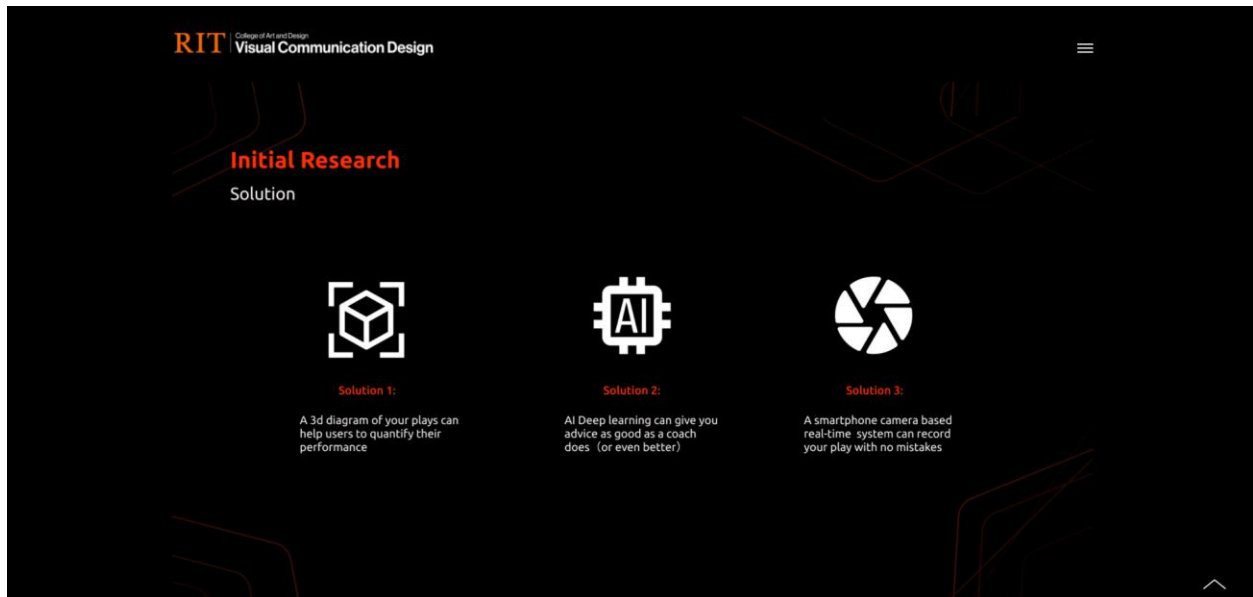 RIT
College of Art and Design
Visual Communication Design
Initial Research
Solution
AI
Solution 1:
A 3d diagram of your plays can
help users to quantify their
performance
Solution 2:
AI Deep learning can give you
advice as good as a coach
does（or even better）
Solution 3:
A smartphone camera based
real-time system can record
your play with no mistakes